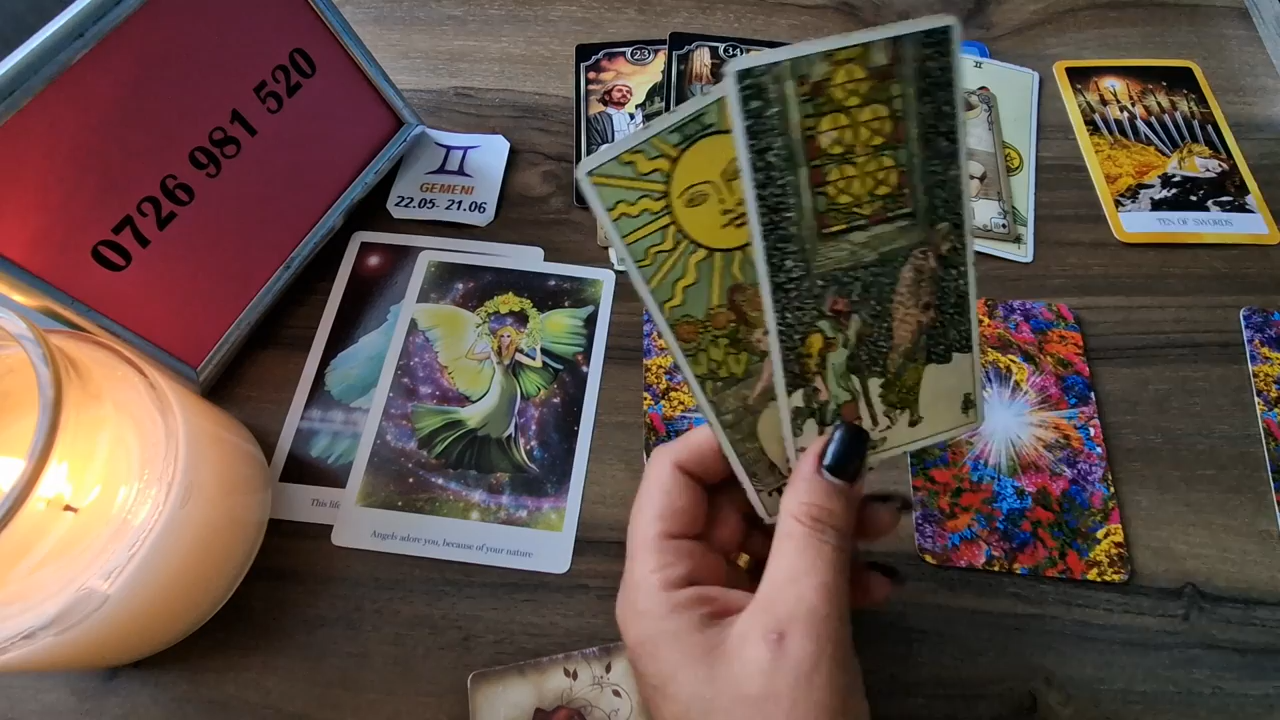 0726 981 520
GEMENI
22.05- 21.06
23
34
TEN OF SWORDS
This life
Angels adore you, because of your nature